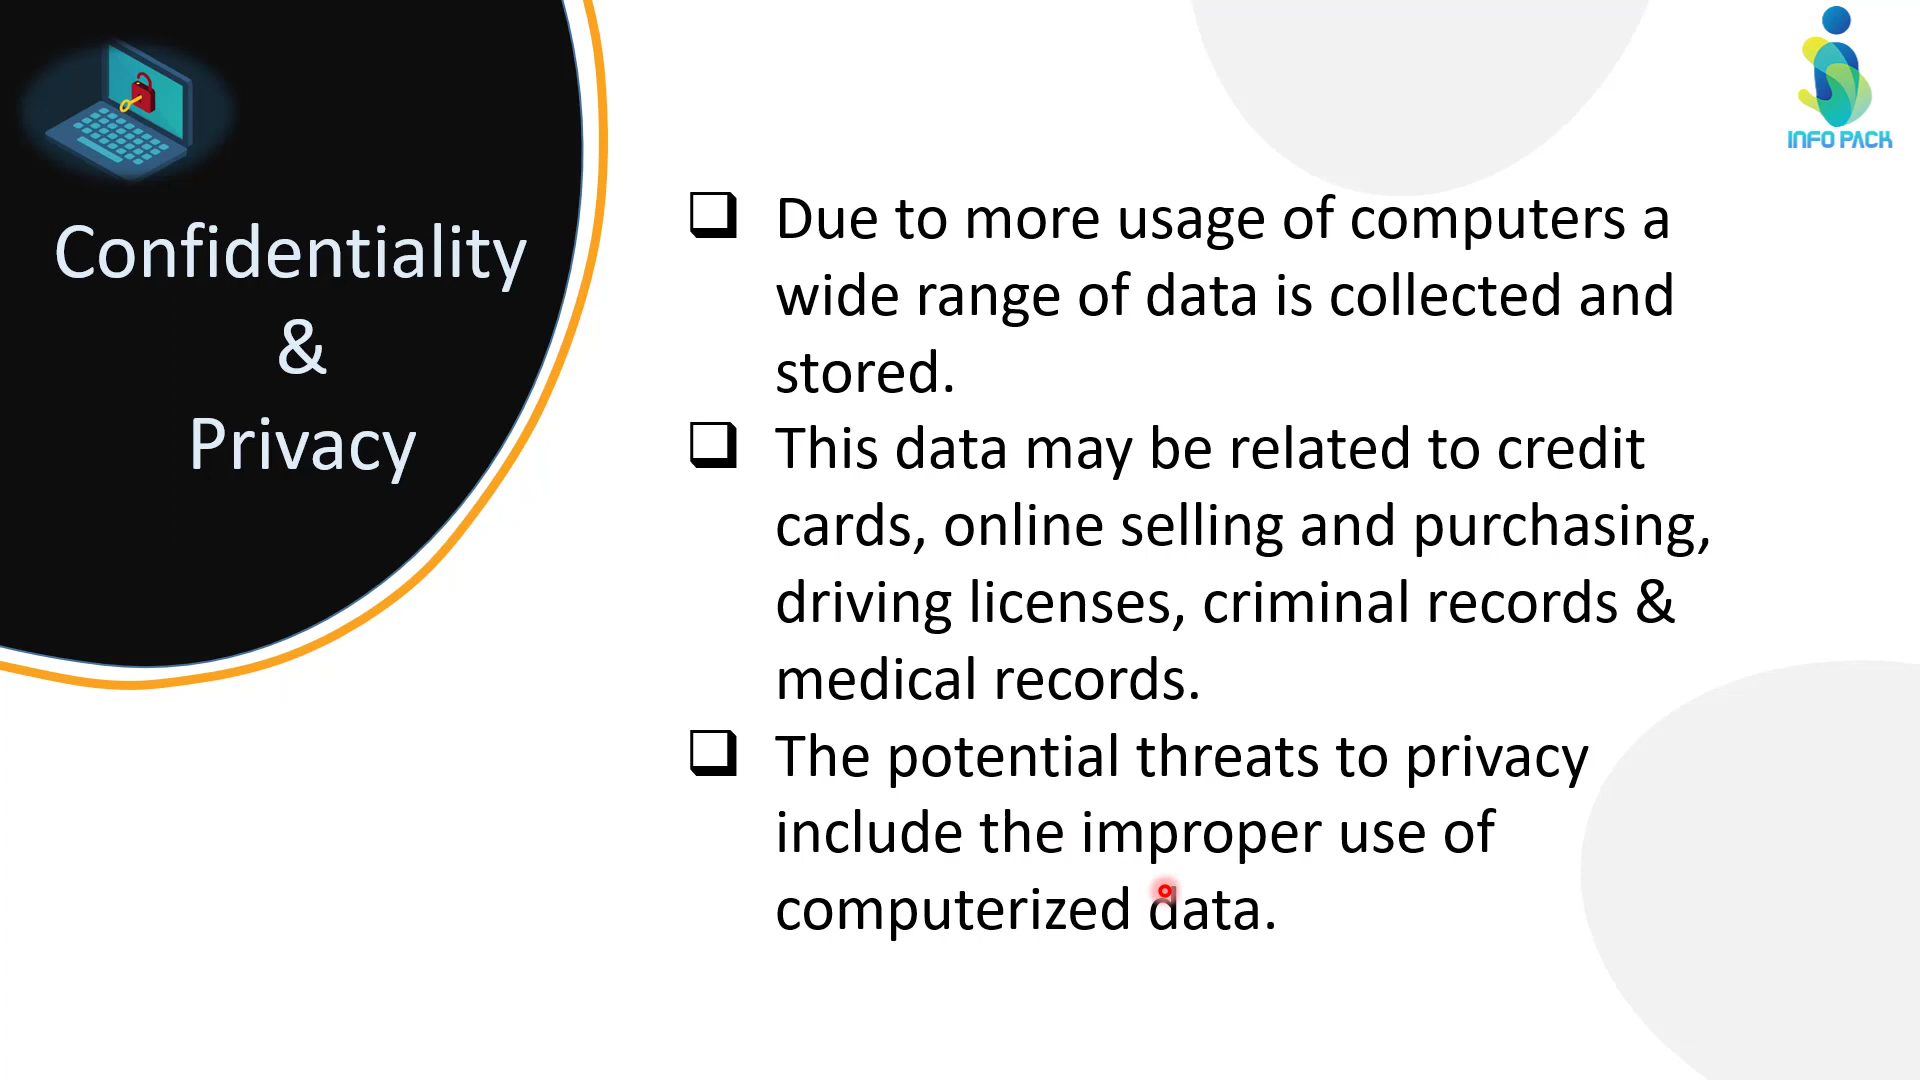 Confidentiality
&
Privacy
INFO PACK
❑ Due to more usage of computers a
wide range of data is collected and
stored.
❑ This data may be related to credit
cards, online selling and purchasing,
driving licenses, criminal records &
medical records.
❑ The potential threats to privacy
include the improper use of
computerized data.